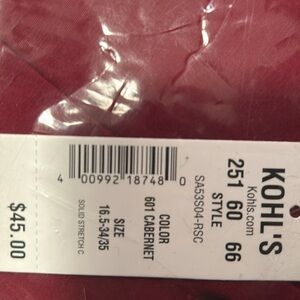 KOHL'S
Kohls.com
251 60 66
STYLE
SA53S04-RSC
4 00992 18748 0
COLOR
601 CABERNET
SIZE
16.5-34/35
SOLID STRETCH C
$45.00